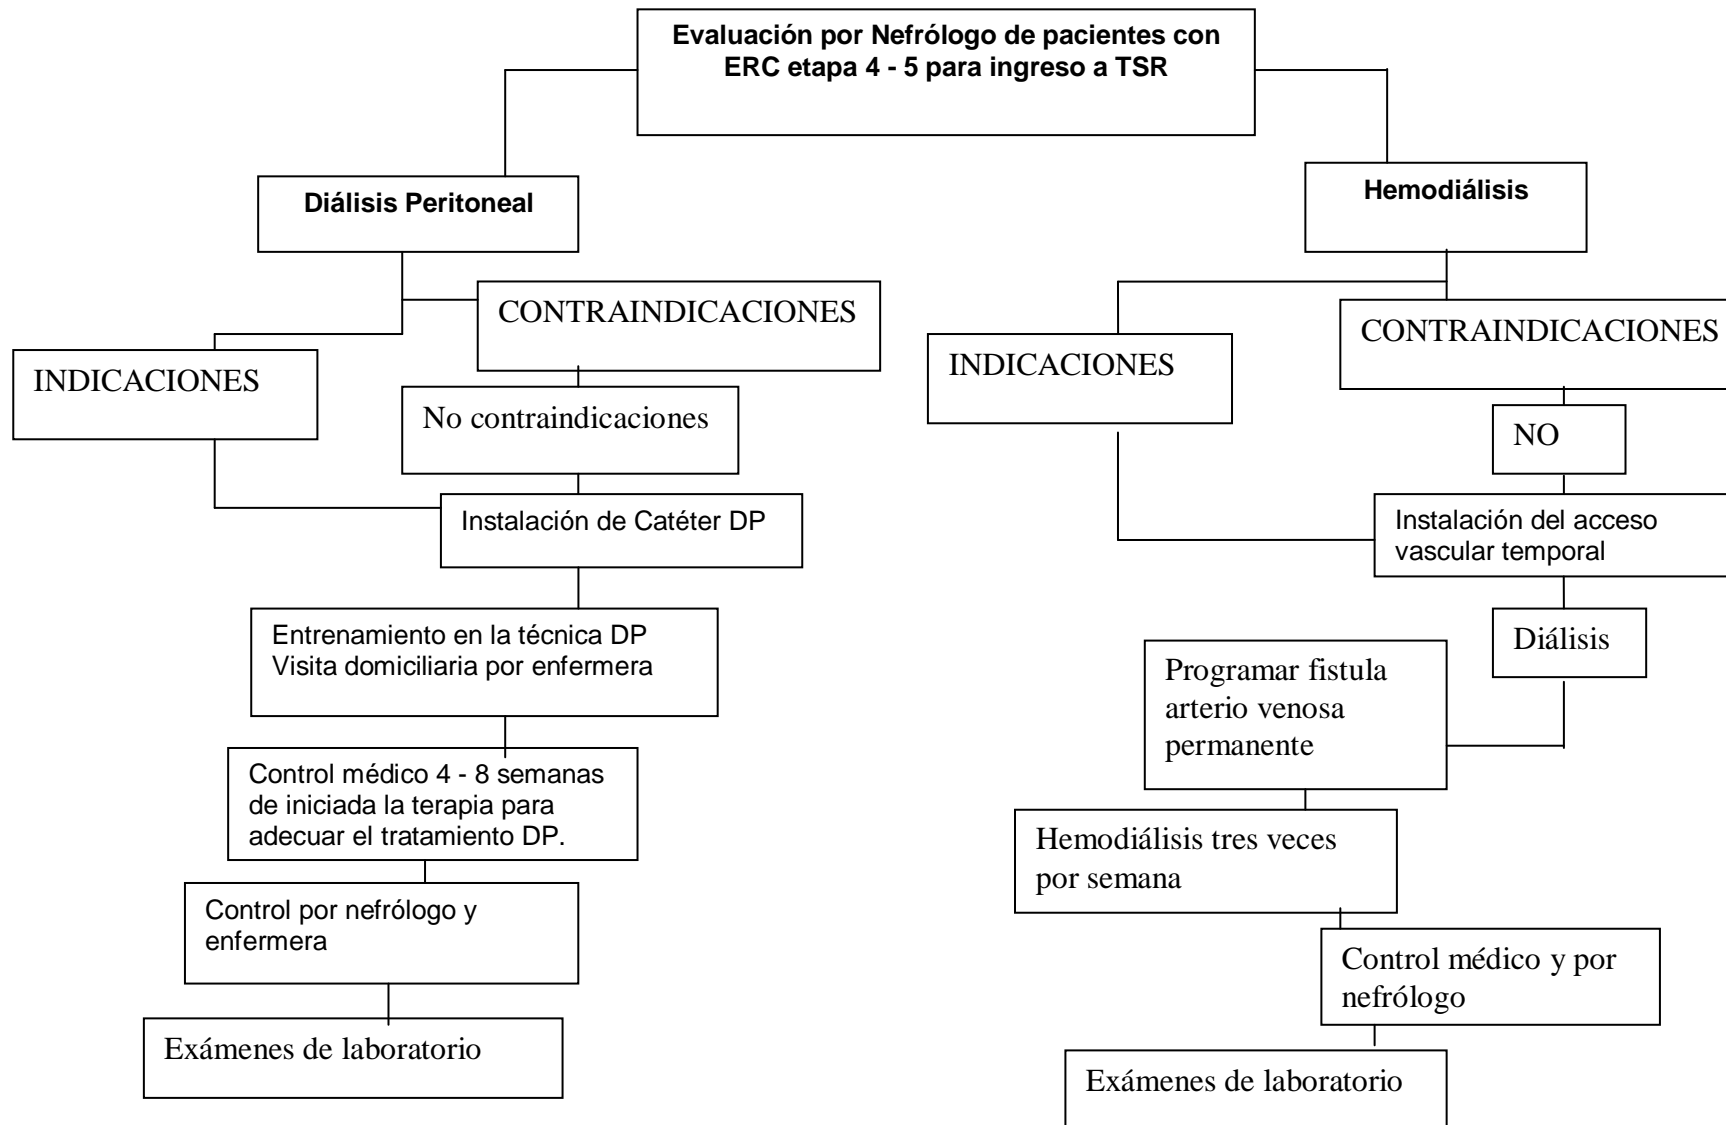 Evaluación por Nefrólogo de pacientes con
ERC etapa 4 - 5 para ingreso a TSR
Diálisis Peritoneal
Hemodiálisis
CONTRAINDICACIONES
INDICACIONES
No contraindicaciones
Instalación de Catéter DP
Entrenamiento en la técnica DP
Visita domiciliaria por enfermera
Control médico 4 - 8 semanas
de iniciada la terapia para
adecuar el tratamiento DP.
Control por nefrólogo y
enfermera
Exámenes de laboratorio
CONTRAINDICACIONES
INDICACIONES
NO
Instalación del acceso
vascular temporal
Diálisis
Programar fistula
arterio venosa
permanente
Hemodiálisis tres veces
por semana
Control médico y por
nefrólogo
Exámenes de laboratorio